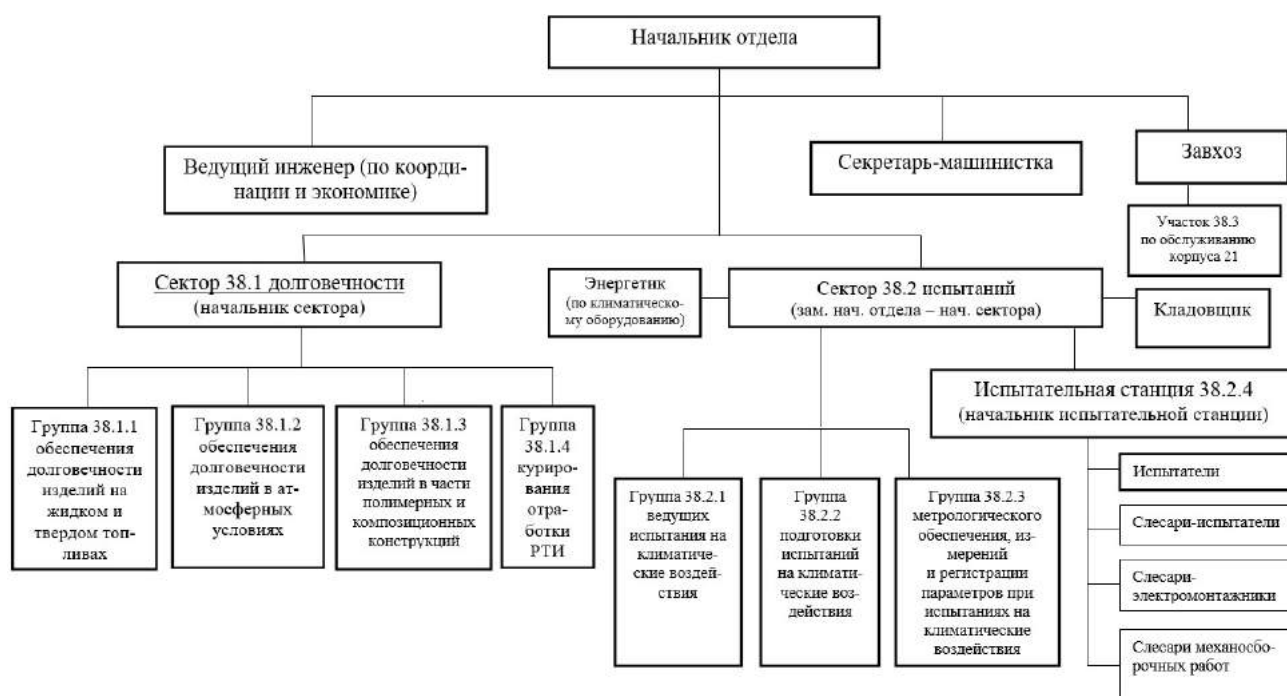 Начальник отдела
Ведущий инженер (по коорди-
нации и экономике)
Секретарь-машинистка
Завхоз
Участок 38.3
по обслуживанию
корпуса 21
Сектор 38.1 долговечности
(начальник сектора)
Энергетик
(по климатическо-
му оборудованию)
Сектор 38.2 испытаний
(зам. нач. отдела – нач. сектора)
Кладовщик
Группа 38.1.1
обеспечения
долговечности
изделий на
жидком и
твердом топ-
ливах
Группа 38.1.2
обеспечения
долговечности
изделий в ат-
мосферных
условиях
Группа 38.1.3
обеспечения
долговечности
изделий в части
полимерных и
композиционных
конструкций
Группа
38.1.4
курирования
отра-
ботки
РТИ
Испытательная станция 38.2.4
(начальник испытательной станции)
Группа 38.2.1
ведущих
испытания на
климатиче-
ские воздей-
ствия
Группа
38.2.2
подготовки
испытаний
на климати-
ческие воз-
действия
Группа 38.2.3
метрологического
обеспечения, из-
мерений
и регистрации
параметров при
испытаниях на
климатические
воздействия
Испытатели
Слесари-испытатели
Слесари-
электромонтажники
Слесари механосбо-
рочных работ